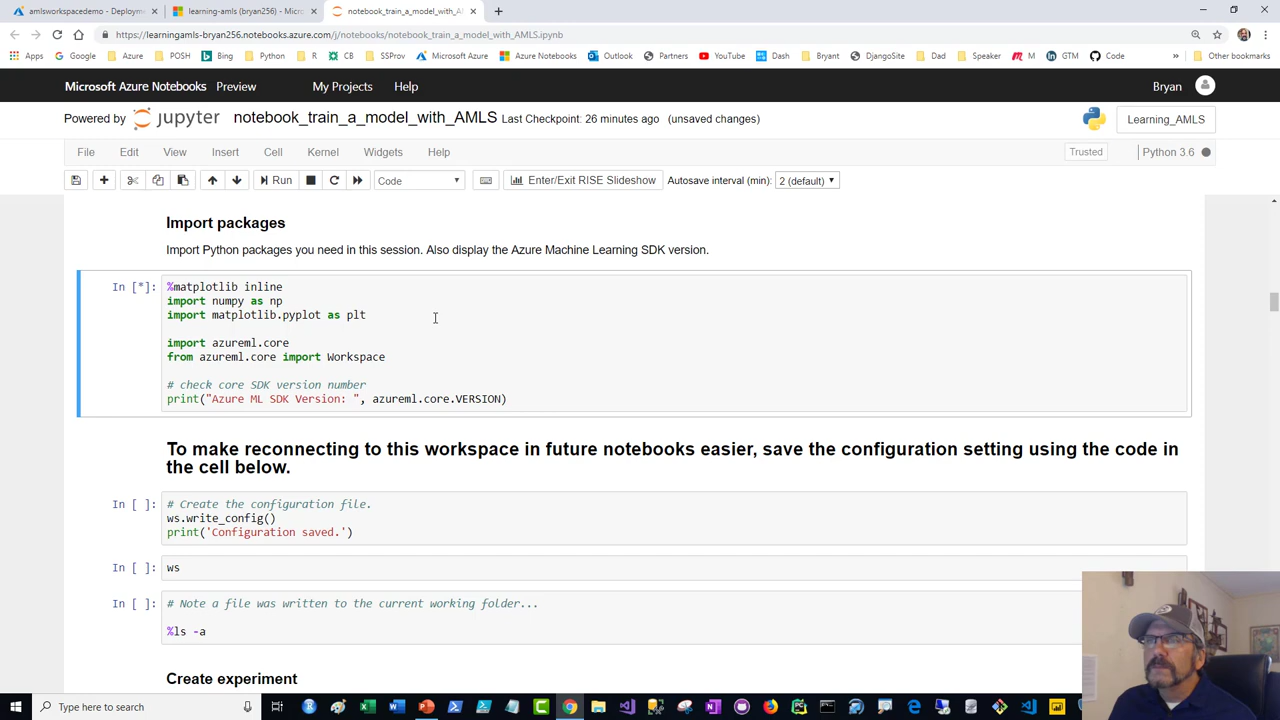 amlsworkspacedemo - Deployme
learning-amls (bryan256) - Micro
notebook_train_a_model_with_AM
https://learningamls-bryan256.notebooks.azure.com/j/notebooks/notebook_train_a_model_with_AMLS.ipynb
Apps Google Azure POSH Bing Python R CB SSProv Microsoft Azure Azure Notebooks Outlook Partners YouTube Dash Bryant DjangoSite Dad Speaker M LinkedIn GTM Code » Other bookmarks
Microsoft Azure Notebooks Preview My Projects Help Bryan
Powered by jupyter notebook_train_a_model_with_AMLS Last Checkpoint: 26 minutes ago (unsaved changes) Learning_AMLS
File Edit View Insert Cell Kernel Widgets Help Trusted Python 3.6
Run Code Enter/Exit RISE Slideshow Autosave interval (min): 2 (default)
Import packages
Import Python packages you need in this session. Also display the Azure Machine Learning SDK version.
In [*]: %matplotlib inline
import numpy as np
import matplotlib.pyplot as plt
import azureml.core
from azureml.core import Workspace
# check core SDK version number
print("Azure ML SDK Version: ", azureml.core.VERSION)
To make reconnecting to this workspace in future notebooks easier, save the configuration setting using the code in
the cell below.
In [ ]: # Create the configuration file.
ws.write_config()
print('Configuration saved.')
In [ ]: ws
In [ ]: # Note a file was written to the current working folder...
%ls -a
Create experiment
Type here to search